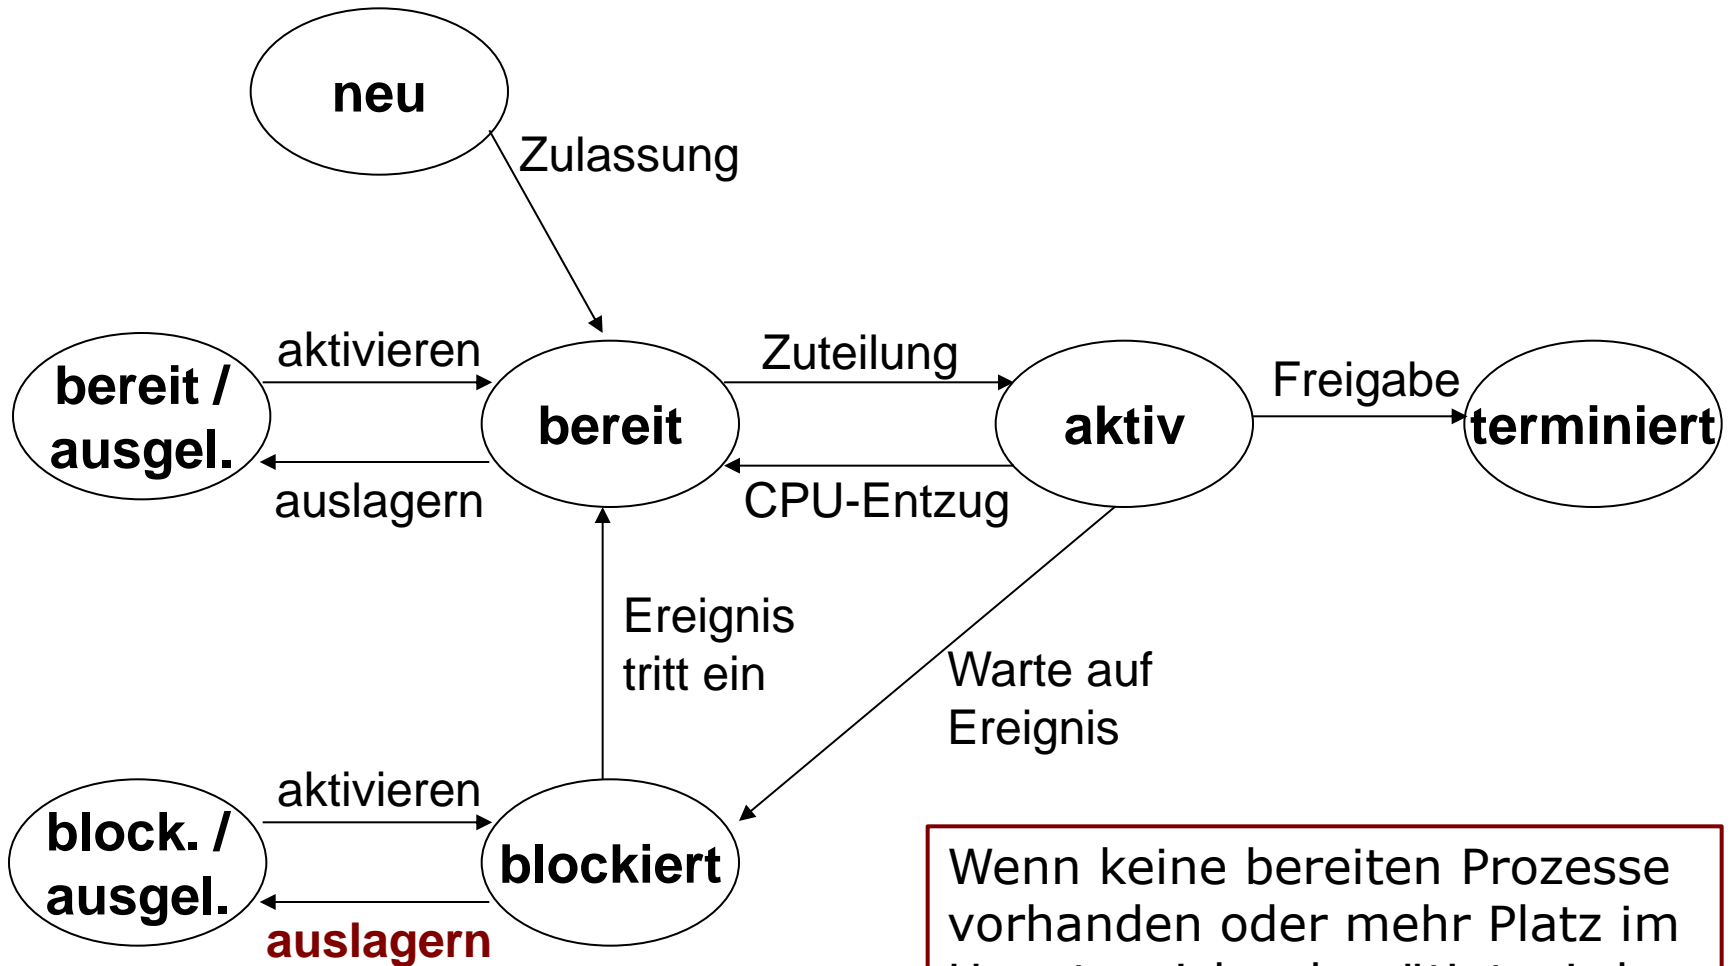 neu
Zulassung
aktivieren
Zuteilung
Freigabe
bereit /
ausgel.
bereit
aktiv
terminiert
auslagern
CPU-Entzug
Ereignis
tritt ein
Warte auf
Ereignis
aktivieren
block. /
ausgel.
blockiert
auslagern
Wenn keine bereiten Prozesse
vorhanden oder mehr Platz im